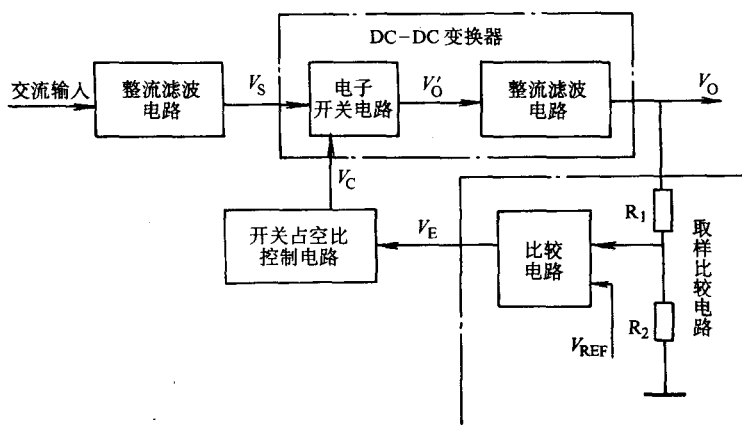 DC-DC 变换器
交流输入
整流滤波
电路
V_S
电子
开关电路
V'_O
整流滤波
电路
V_O
V_C
开关占空比
控制电路
V_E
比较
电路
R_1
取样比较电路
R_2
V_REF